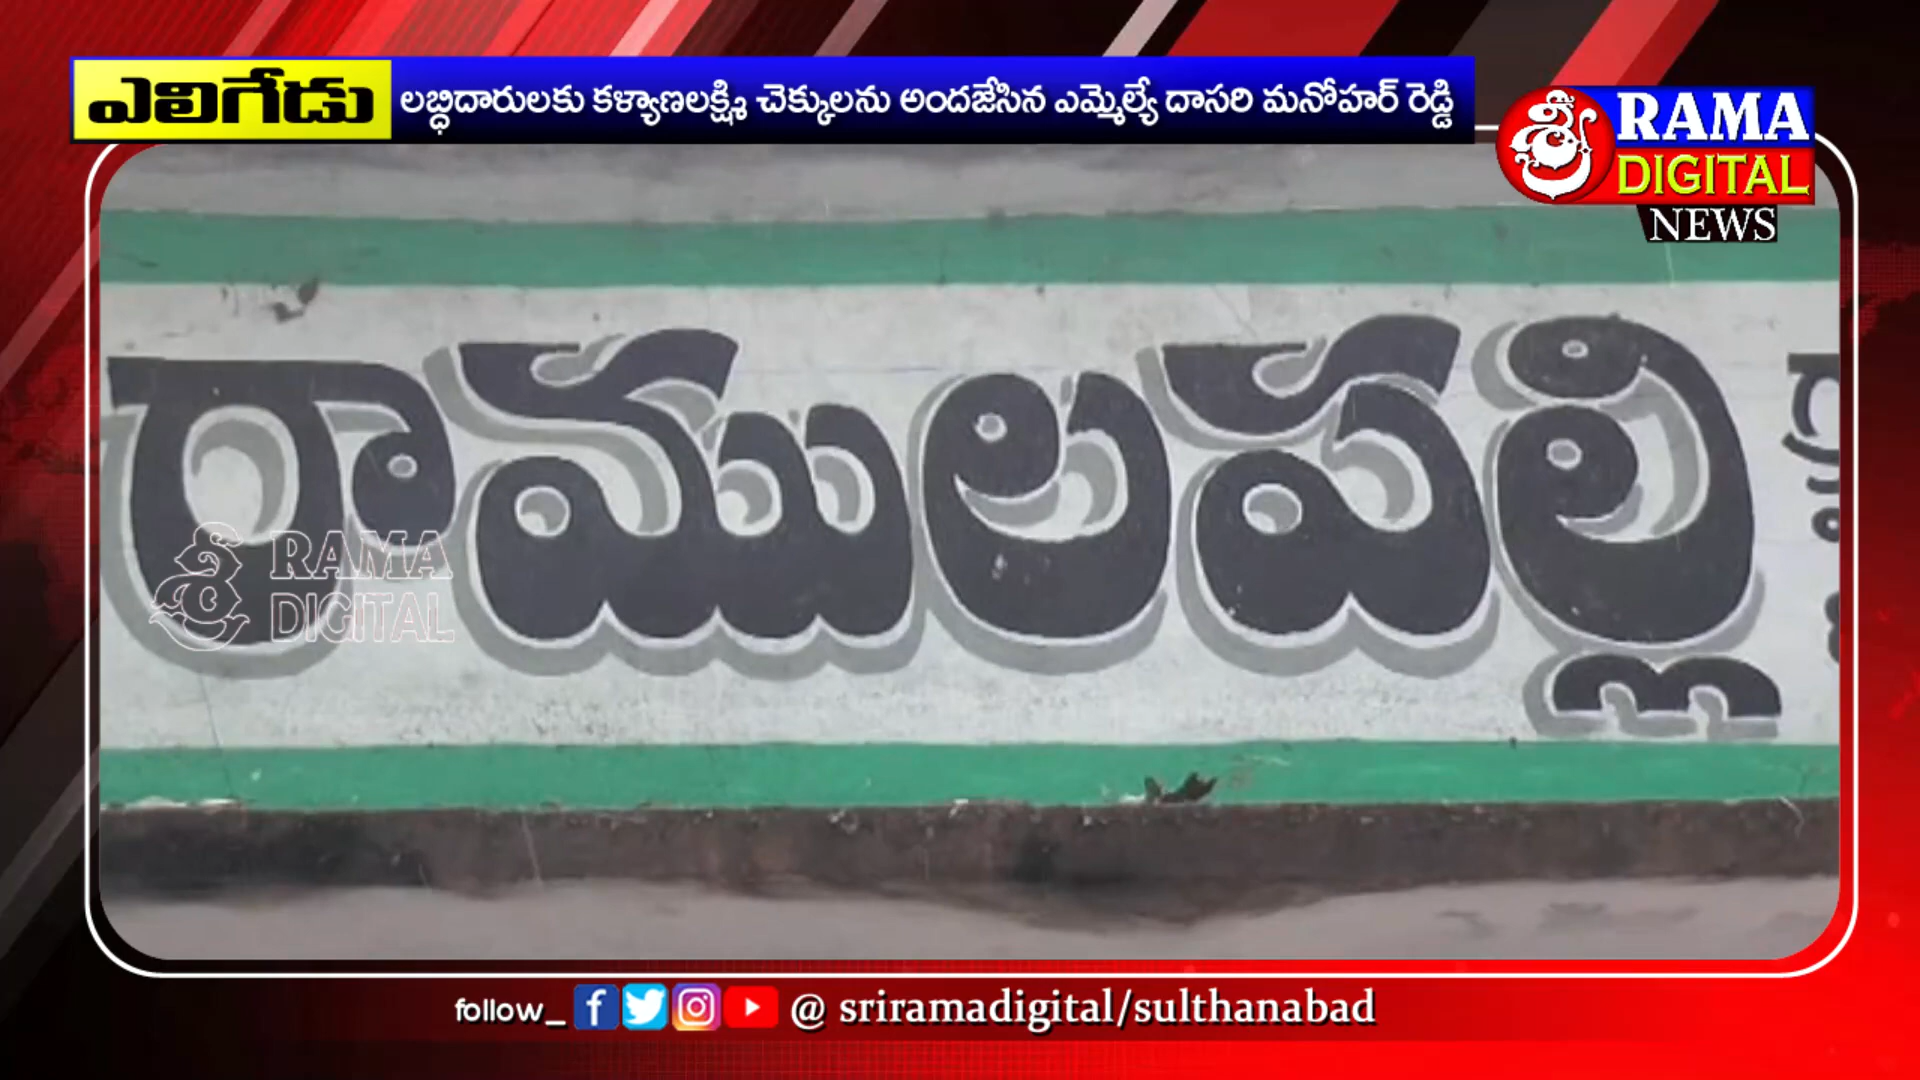 ఎలిగేడు
లబ్ధిదారులకు కళ్యాణలక్ష్మి చెక్కులను అందజేసిన ఎమ్మెల్యే దాసరి మనోహర్ రెడ్డి
శ్రీ RAMA
DIGITAL
NEWS
రాములపల్లి
శ్రీ RAMA
DIGITAL
follow_ @ sriramadigital/sulthanabad